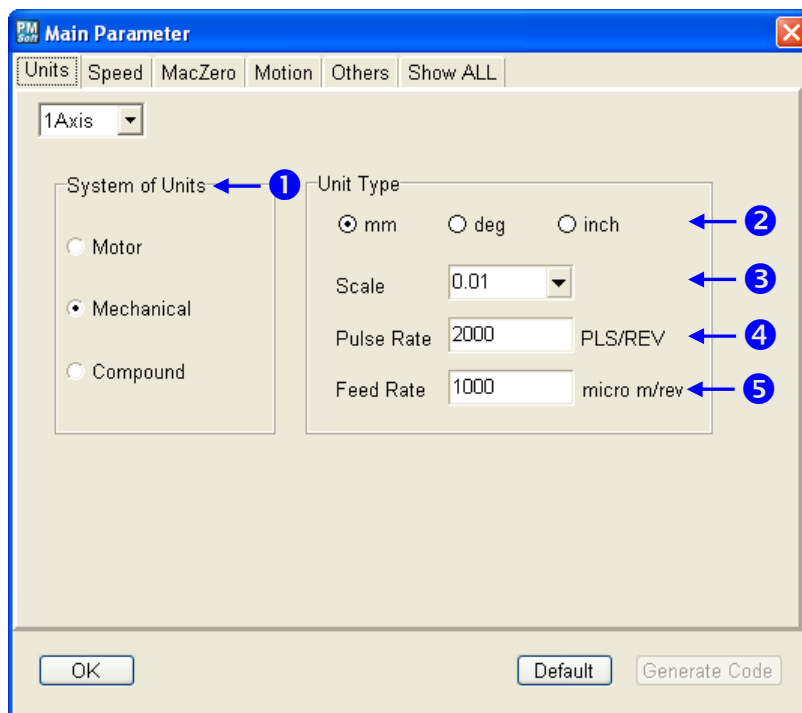 PM Soft Main Parameter
Units Speed MacZero Motion Others Show ALL
1Axis
System of Units 1
Motor
Mechanical
Compound
Unit Type
mm deg inch 2
Scale 0.01 3
Pulse Rate 2000 PLS/REV 4
Feed Rate 1000 micro m/rev 5
OK Default Generate Code